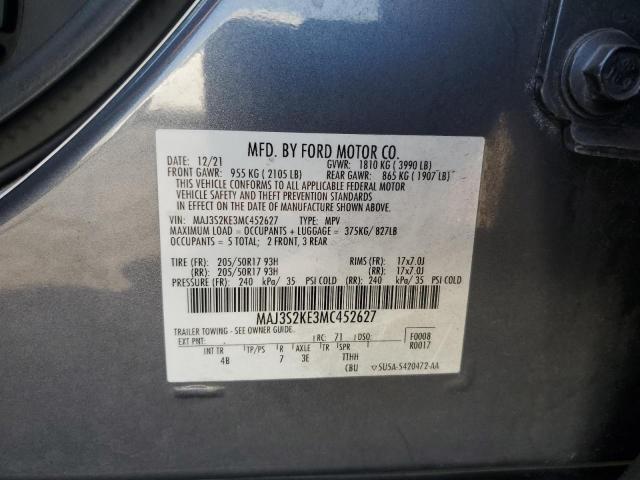 MFD. BY FORD MOTOR CO.
DATE: 12/21 GVWR: 1810 KG ( 3990 LB)
FRONT GAWR: 955 KG ( 2105 LB) REAR GAWR: 865 KG ( 1907 LB)
THIS VEHICLE CONFORMS TO ALL APPLICABLE FEDERAL MOTOR
VEHICLE SAFETY AND THEFT PREVENTION STANDARDS
IN EFFECT ON THE DATE OF MANUFACTURE SHOWN ABOVE.
VIN: MAJ3S2KE3MC452627 TYPE: MPV
MAXIMUM LOAD = OCCUPANTS + LUGGAGE = 375KG/ 827LB
OCCUPANTS = 5 TOTAL; 2 FRONT, 3 REAR
TIRE (FR): 205/50R17 93H RIMS (FR): 17x7.0J
(RR): 205/50R17 93H (RR): 17x7.0J
PRESSURE (FR): 240 kPa/ 35 PSI COLD (RR): 240 kPa/ 35 PSI COLD
MAJ3S2KE3MC452627
TRAILER TOWING - SEE OWNER GUIDE.
EXT PNT: RC: 71 DSO: F0008
R0017
INT TR TP/PS R AXLE TR SPR
4B 7 3E TTHH
CBU SU5A-S420472-AA